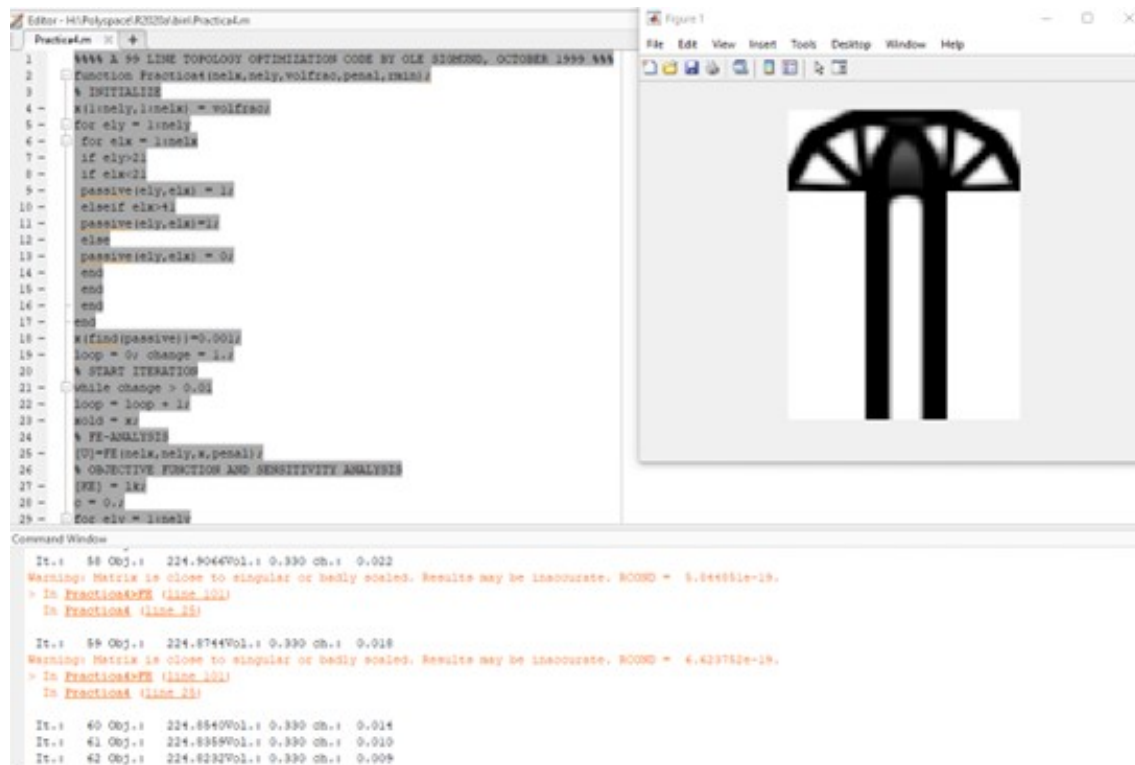 Editor - H:\Polyspace\R2020a\bin\Practica4.m
Practica4.m
1 %%%% A 99 LINE TOPOLOGY OPTIMIZATION CODE BY OLE SIGMUND, OCTOBER 1999 %%%
2 function Practica4(nelx,nely,volfrac,penal,rmin);
3 % INITIALIZE
4 x(1:nely,1:nelx) = volfrac;
5 for ely = 1:nely
6 for elx = 1:nelx
7 if ely>21
8 if elx<21
9 passive(ely,elx) = 1;
10 elseif elx>41
11 passive(ely,elx)=1;
12 else
13 passive(ely,elx) = 0;
14 end
15 end
16 end
17 end
18 x(find(passive))=0.001;
19 loop = 0; change = 1.;
20 % START ITERATION
21 while change > 0.01
22 loop = loop + 1;
23 xold = x;
24 % FE-ANALYSIS
25 [U]=FE(nelx,nely,x,penal);
26 % OBJECTIVE FUNCTION AND SENSITIVITY ANALYSIS
27 [KE] = lk;
28 c = 0.;
29 for ely = 1:nely
Figure 1
File Edit View Insert Tools Desktop Window Help
Command Window
It.: 58 Obj.: 224.9066Vol.: 0.330 ch.: 0.022
Warning: Matrix is close to singular or badly scaled. Results may be inaccurate. RCOND =
> In Practica4>FE (line 101)
In Practica4 (line 25)
It.: 59 Obj.: 224.8744Vol.: 0.330 ch.: 0.018
Warning: Matrix is close to singular or badly scaled. Results may be inaccurate. RCOND = 6.623752e-19.
> In Practica4>FE (line 101)
In Practica4 (line 25)
It.: 60 Obj.: 224.8540Vol.: 0.330 ch.: 0.014
It.: 61 Obj.: 224.8359Vol.: 0.330 ch.: 0.010
It.: 62 Obj.: 224.8232Vol.: 0.330 ch.: 0.009